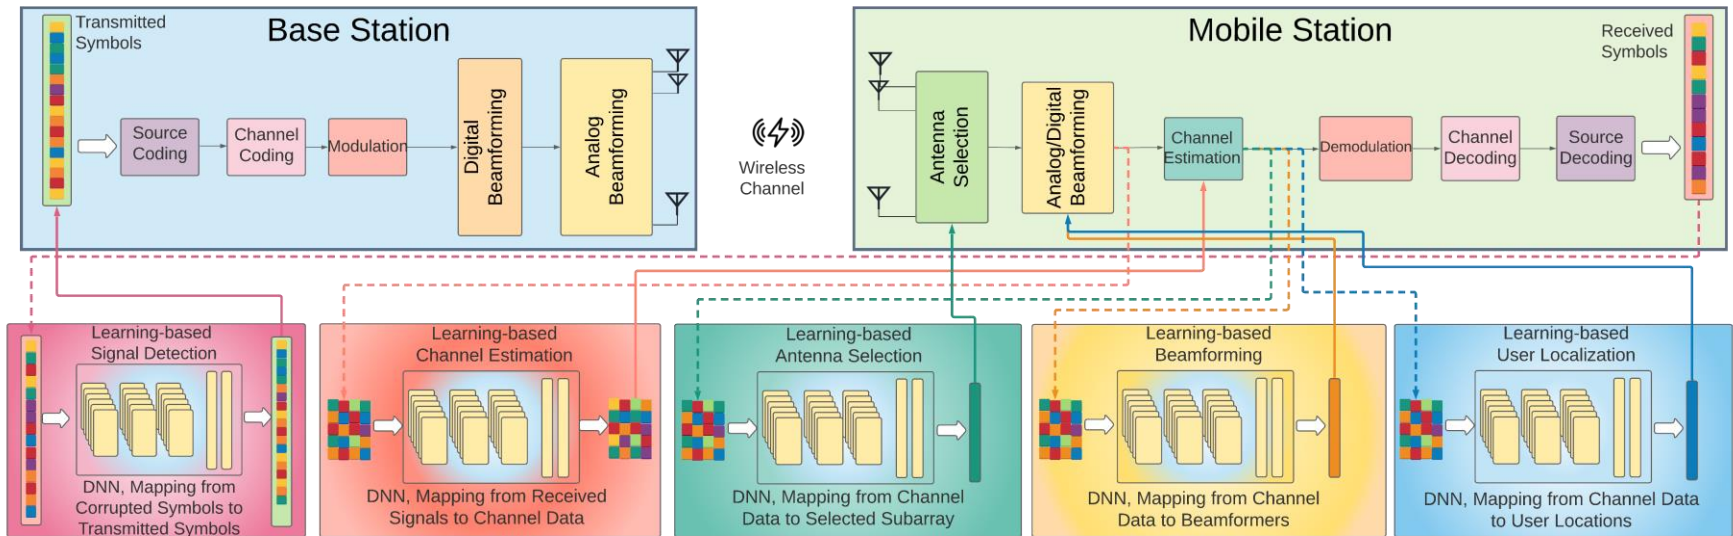 Transmitted
Symbols
Base Station
Source
Coding
Channel
Coding
Modulation
Digital
Beamforming
Analog
Beamforming
Wireless
Channel
Mobile Station
Received
Symbols
Antenna
Selection
Analog/Digital
Beamforming
Channel
Estimation
Demodulation
Channel
Decoding
Source
Decoding
Learning-based
Signal Detection
DNN, Mapping from
Corrupted Symbols to
Transmitted Symbols
Learning-based
Channel Estimation
DNN, Mapping from Received
Signals to Channel Data
Learning-based
Antenna Selection
DNN, Mapping from Channel
Data to Selected Subarray
Learning-based
Beamforming
DNN, Mapping from Channel
Data to Beamformers
Learning-based
User Localization
DNN, Mapping from Channel Data
to User Locations